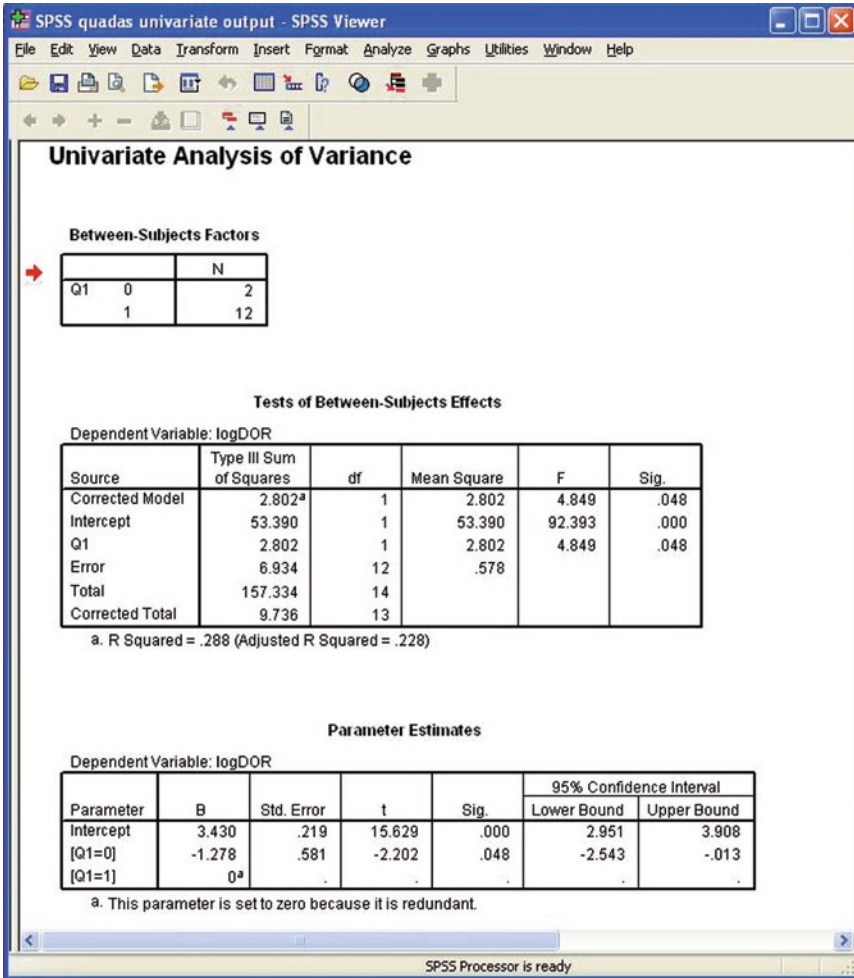 SPSS quadas univariate output - SPSS Viewer
File Edit View Data Transform Insert Format Analyze Graphs Utilities Window Help
Univariate Analysis of Variance
Between-Subjects Factors
N
Q1 0 2
1 12
Tests of Between-Subjects Effects
Dependent Variable: logDOR
Source Type III Sum of Squares df Mean Square F Sig.
Corrected Model 2.802a 1 2.802 4.849 .048
Intercept 53.390 1 53.390 92.393 .000
Q1 2.802 1 2.802 4.849 .048
Error 6.934 12 .578
Total 157.334 14
Corrected Total 9.736 13
a. R Squared = .288 (Adjusted R Squared = .228)
Parameter Estimates
Dependent Variable: logDOR
95% Confidence Interval
Parameter B Std. Error t Sig. Lower Bound Upper Bound
Intercept 3.430 .219 15.629 .000 2.951 3.908
[Q1=0] -1.278 .581 -2.202 .048 -2.543 -.013
[Q1=1] 0a . . . . .
a. This parameter is set to zero because it is redundant.
SPSS Processor is ready